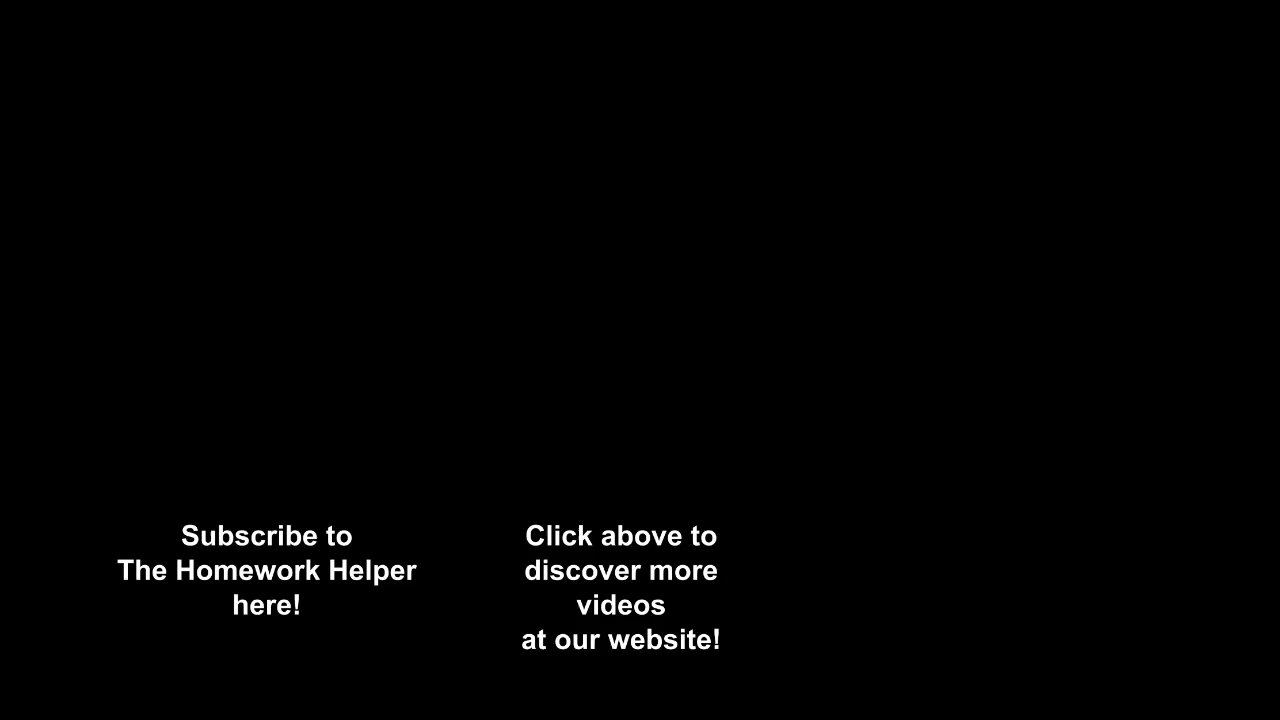 Subscribe to
The Homework Helper
here!
Click above to
discover more
videos
at our website!